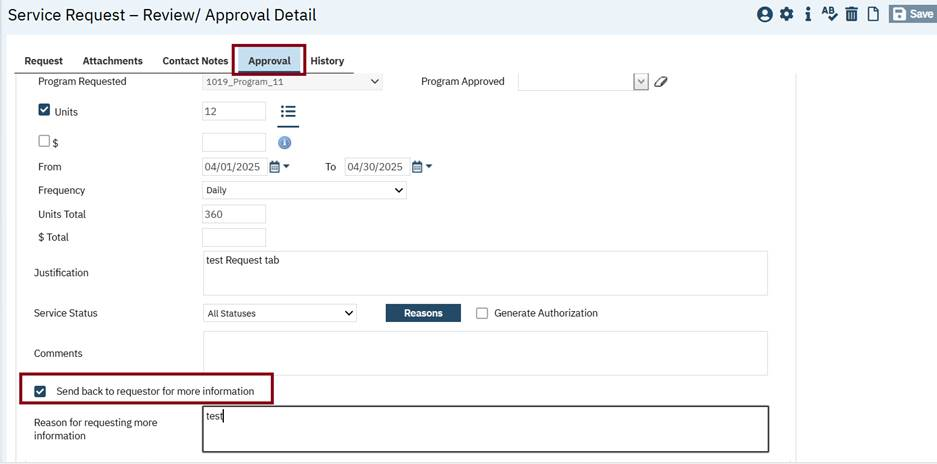 Service Request – Review/ Approval Detail
AB
Save
Request Attachments Contact Notes Approval History
Program Requested 1019_Program_11 Program Approved
Units 12
$
From 04/01/2025 To 04/30/2025
Frequency Daily
Units Total 360
$ Total
Justification test Request tab
Service Status All Statuses Reasons Generate Authorization
Comments
Send back to requestor for more information
Reason for requesting more
information
test